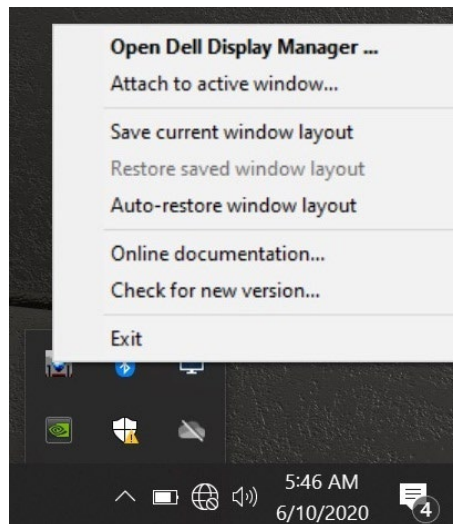 Open Dell Display Manager ...
Attach to active window...
Save current window layout
Restore saved window layout
Auto-restore window layout
Online documentation...
Check for new version...
Exit
5:46 AM
6/10/2020
4